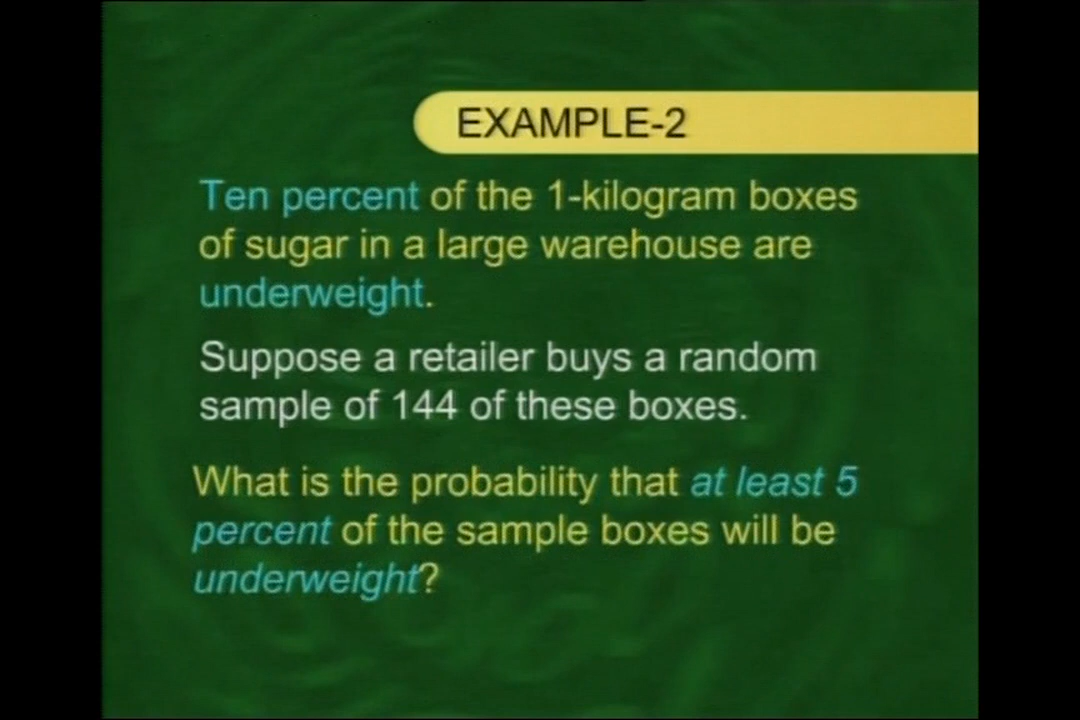 EXAMPLE-2
Ten percent of the 1-kilogram boxes
of sugar in a large warehouse are
underweight.
Suppose a retailer buys a random
sample of 144 of these boxes.
What is the probability that at least 5
percent of the sample boxes will be
underweight?